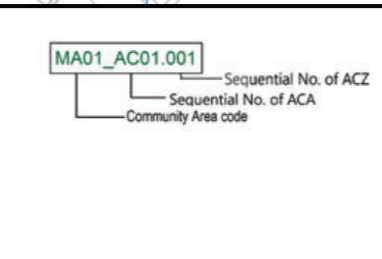 MA01_AC01.001
Sequential No. of ACZ
Sequential No. of ACA
Community Area code